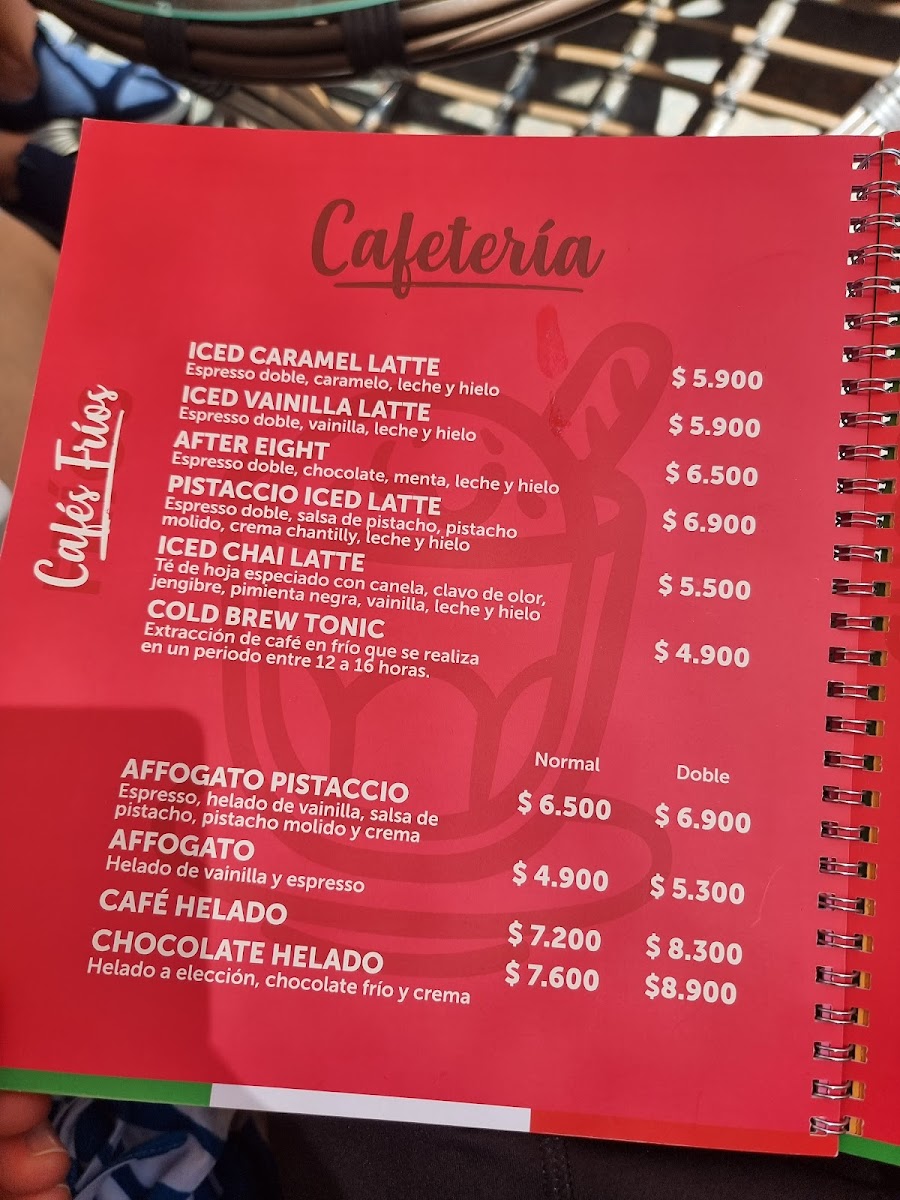 Cafetería
Cafés Fríos
ICED CARAMEL LATTE $ 5.900
Espresso doble, caramelo, leche y hielo
ICED VAINILLA LATTE $ 5.900
Espresso doble, vainilla, leche y hielo
AFTER EIGHT $ 6.500
Espresso doble, chocolate, menta, leche y hielo
PISTACCIO ICED LATTE $ 6.900
Espresso doble, salsa de pistacho, pistacho
molido, crema chantilly, leche y hielo
ICED CHAI LATTE $ 5.500
Té de hoja especiado con canela, clavo de olor,
jengibre, pimienta negra, vainilla, leche y hielo
COLD BREW TONIC $ 4.900
Extracción de café en frío que se realiza
en un periodo entre 12 a 16 horas.
Normal Doble
AFFOGATO PISTACCIO $ 6.500 $ 6.900
Espresso, helado de vainilla, salsa de
pistacho, pistacho molido y crema
AFFOGATO $ 4.900 $ 5.300
Helado de vainilla y espresso
CAFÉ HELADO $ 7.200 $ 8.300
CHOCOLATE HELADO $ 7.600 $8.900
Helado a elección, chocolate frío y crema